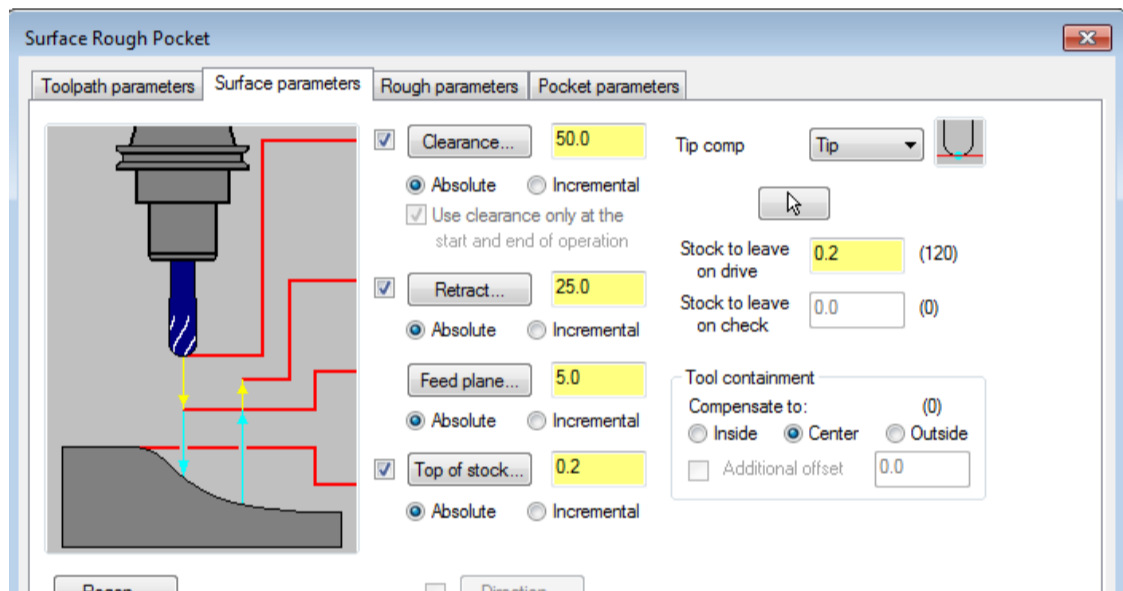 Surface Rough Pocket
Toolpath parameters Surface parameters Rough parameters Pocket parameters
Clearance... 50.0
Absolute Incremental
Use clearance only at the
start and end of operation
Retract... 25.0
Absolute Incremental
Feed plane... 5.0
Absolute Incremental
Top of stock... 0.2
Absolute Incremental
Tip comp Tip
Stock to leave
on drive 0.2 (120)
Stock to leave
on check 0.0 (0)
Tool containment
Compensate to: (0)
Inside Center Outside
Additional offset 0.0